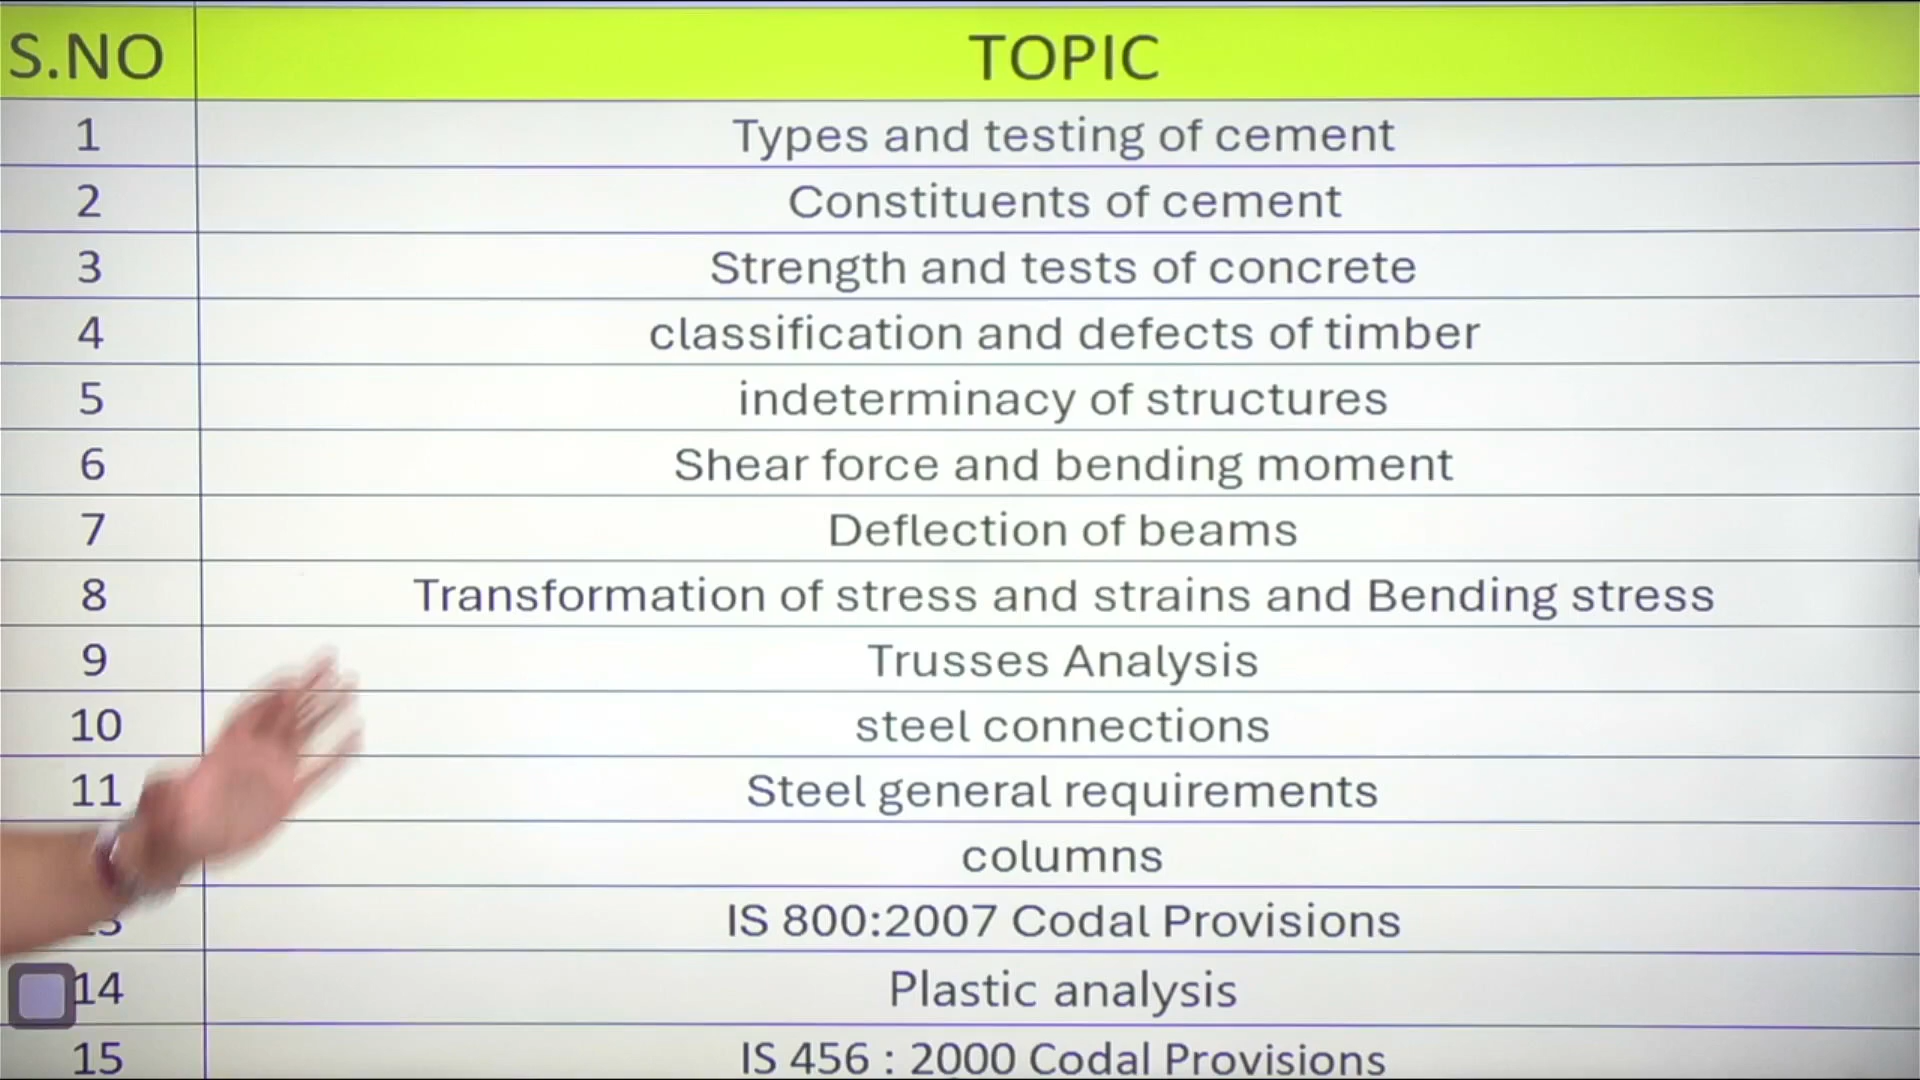 S.NO TOPIC
1 Types and testing of cement
2 Constituents of cement
3 Strength and tests of concrete
4 classification and defects of timber
5 indeterminacy of structures
6 Shear force and bending moment
7 Deflection of beams
8 Transformation of stress and strains and Bending stress
9 Trusses Analysis
10 steel connections
11 Steel general requirements
columns
IS 800:2007 Codal Provisions
14 Plastic analysis
15 IS 456 : 2000 Codal Provisions